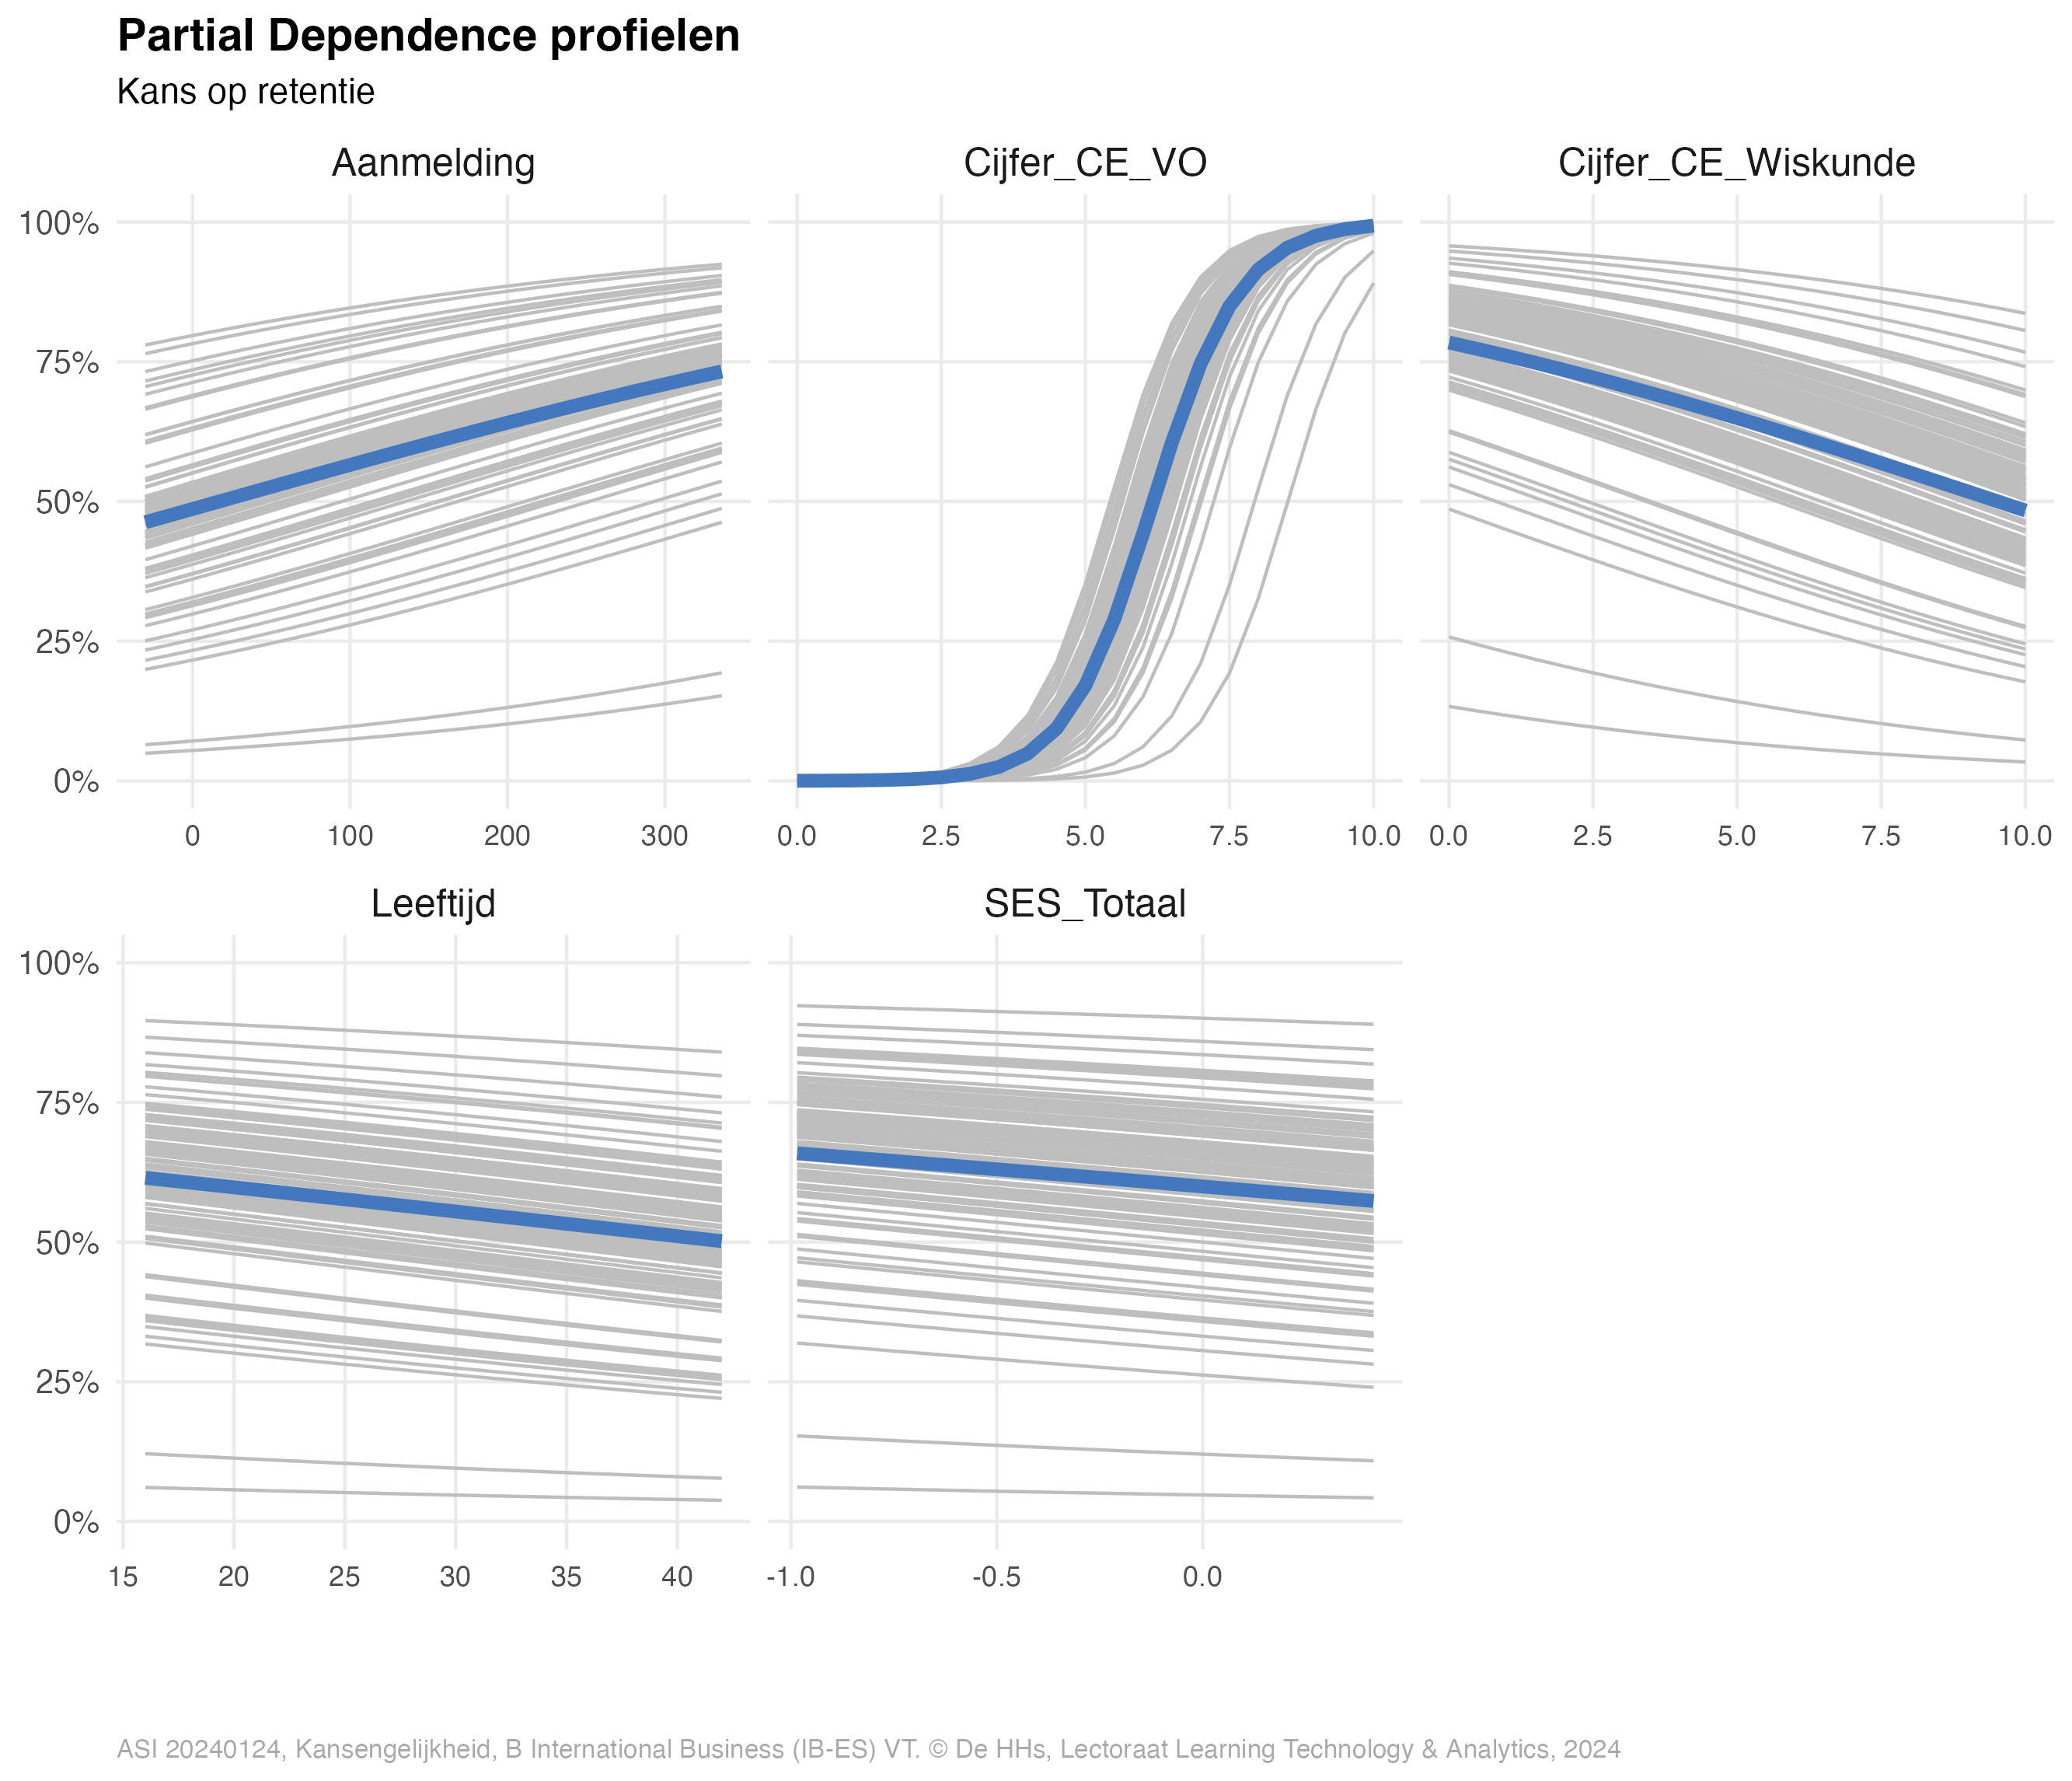 Partial Dependence profielen
Kans op retentie
Aanmelding
Cijfer_CE_VO
Cijfer_CE_Wiskunde
100%
75%
50%
25%
0%
0 100 200 300
0.0 2.5 5.0 7.5 10.0
0.0 2.5 5.0 7.5 10.0
Leeftijd
SES_Totaal
100%
75%
50%
25%
0%
15 20 25 30 35 40
-1.0 -0.5 0.0
ASI 20240124, Kansengelijkheid, B International Business (IB-ES) VT. © De HHs, Lectoraat Learning Technology & Analytics, 2024